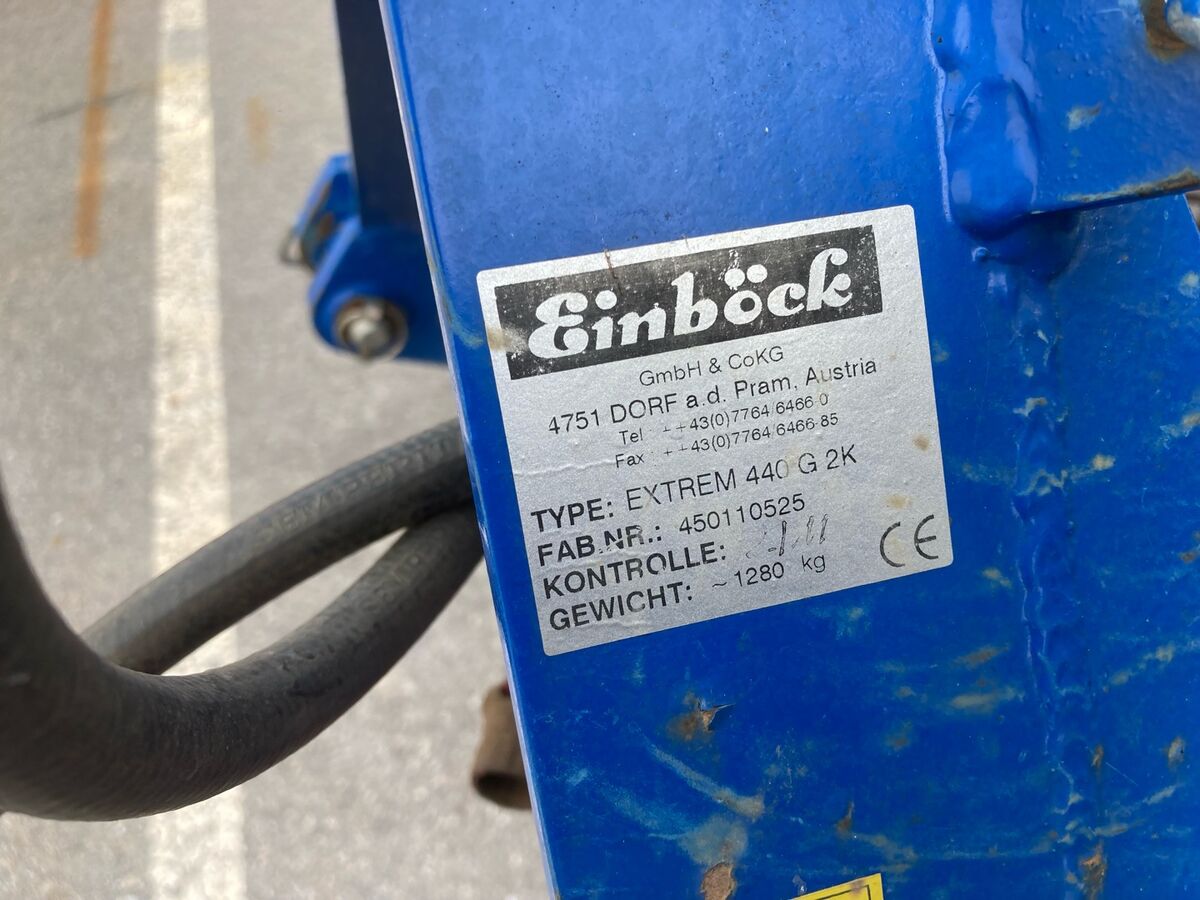 Einböck
GmbH & CoKG
4751 DORF a.d. Pram, Austria
Tel : ++43(0)7764/6466-0
Fax : ++43(0)7764/6466-85
TYPE: EXTREM 440 G 2K
FAB.NR.: 450110525
KONTROLLE:
GEWICHT: ~1280 kg
CE